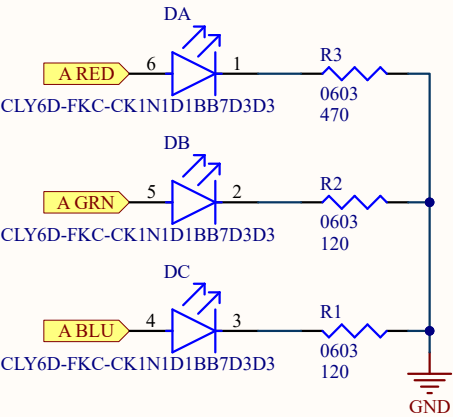 DA
A RED 6 1 R3
CLY6D-FKC-CK1N1D1BB7D3D3 0603
470
DB
A GRN 5 2 R2
CLY6D-FKC-CK1N1D1BB7D3D3 0603
120
DC
A BLU 4 3 R1
CLY6D-FKC-CK1N1D1BB7D3D3 0603
120
GND